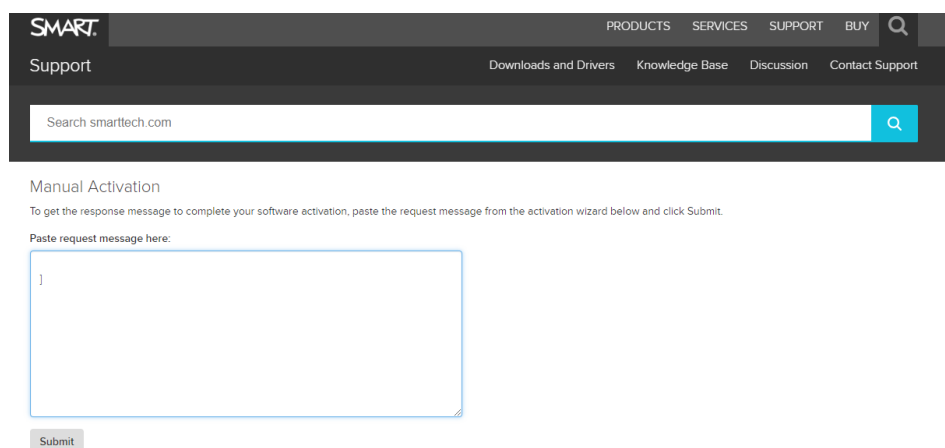 SMART.
PRODUCTS SERVICES SUPPORT BUY
Support
Downloads and Drivers Knowledge Base Discussion Contact Support
Search smarttech.com
Manual Activation
To get the response message to complete your software activation, paste the request message from the activation wizard below and click Submit.
Paste request message here:
]
Submit